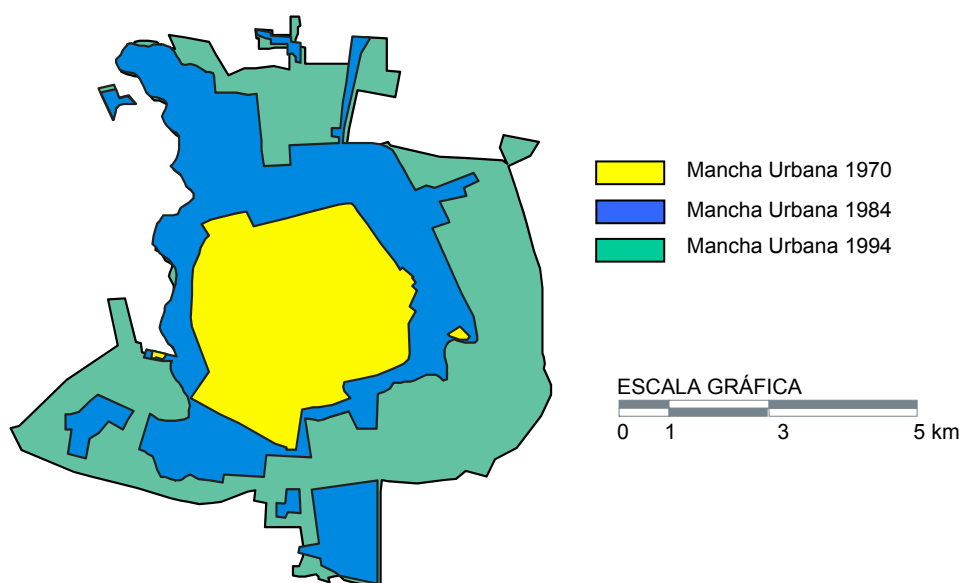 Mancha Urbana 1970
Mancha Urbana 1984
Mancha Urbana 1994
ESCALA GRÁFICA
0 1 3 5 km